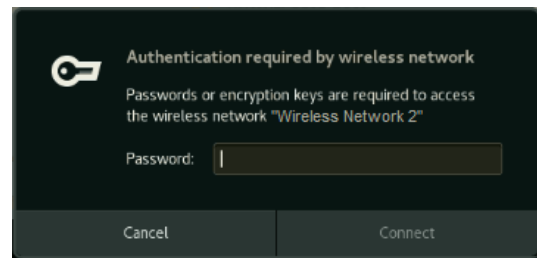 Authentication required by wireless network
Passwords or encryption keys are required to access
the wireless network "Wireless Network 2"
Password:
Cancel
Connect